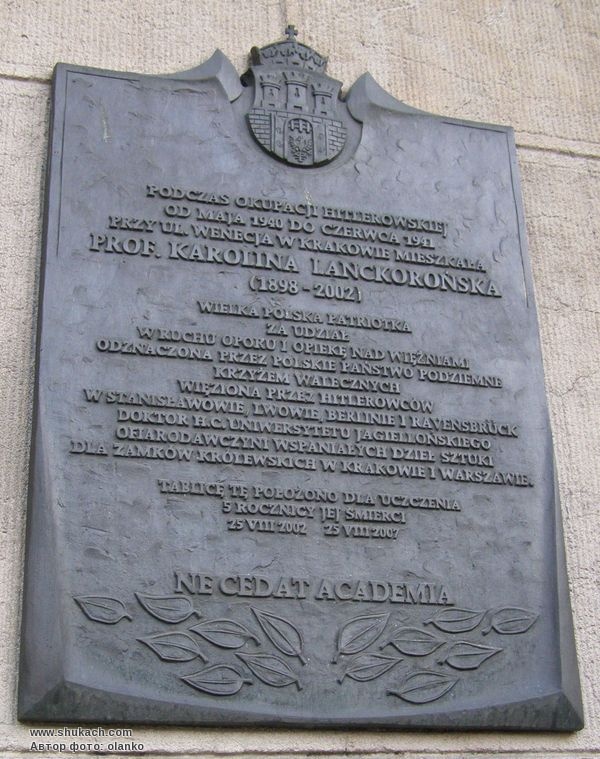 PODCZAS OKUPACJI HITLEROWSKIEJ
OD MAJA 1940 DO CZERWCA 1941
PRZY UL. WENECJA W KRAKOWIE MIESZKAŁA
PROF. KAROLINA LANCKOROŃSKA
(1898 - 2002)
WIELKA POLSKA PATRIOTKA
ZA UDZIAŁ
W RUCHU OPORU I OPIEKĘ NAD WIĘŹNIAMI
ODZNACZONA PRZEZ POLSKIE PAŃSTWO PODZIEMNE
KRZYŻEM WALECZNYCH
WIĘZIONA PRZEZ HITLEROWCÓW
W STANISŁAWOWIE, LWOWIE, BERLINIE I RAVENSBRÜCK
DOKTOR H.C. UNIWERSYTETU JAGIELLOŃSKIEGO
OFIARODAWCZYNI WSPANIAŁYCH DZIEŁ SZTUKI
DLA ZAMKÓW KRÓLEWSKICH W KRAKOWIE I WARSZAWIE.
TABLICĘ TĘ POŁOŻONO DLA UCZCZENIA
5 ROCZNICY JEJ ŚMIERCI
25 VIII 2002 25 VIII 2007
NE CEDAT ACADEMIA
www.shukach.com
Автор фото: olanko